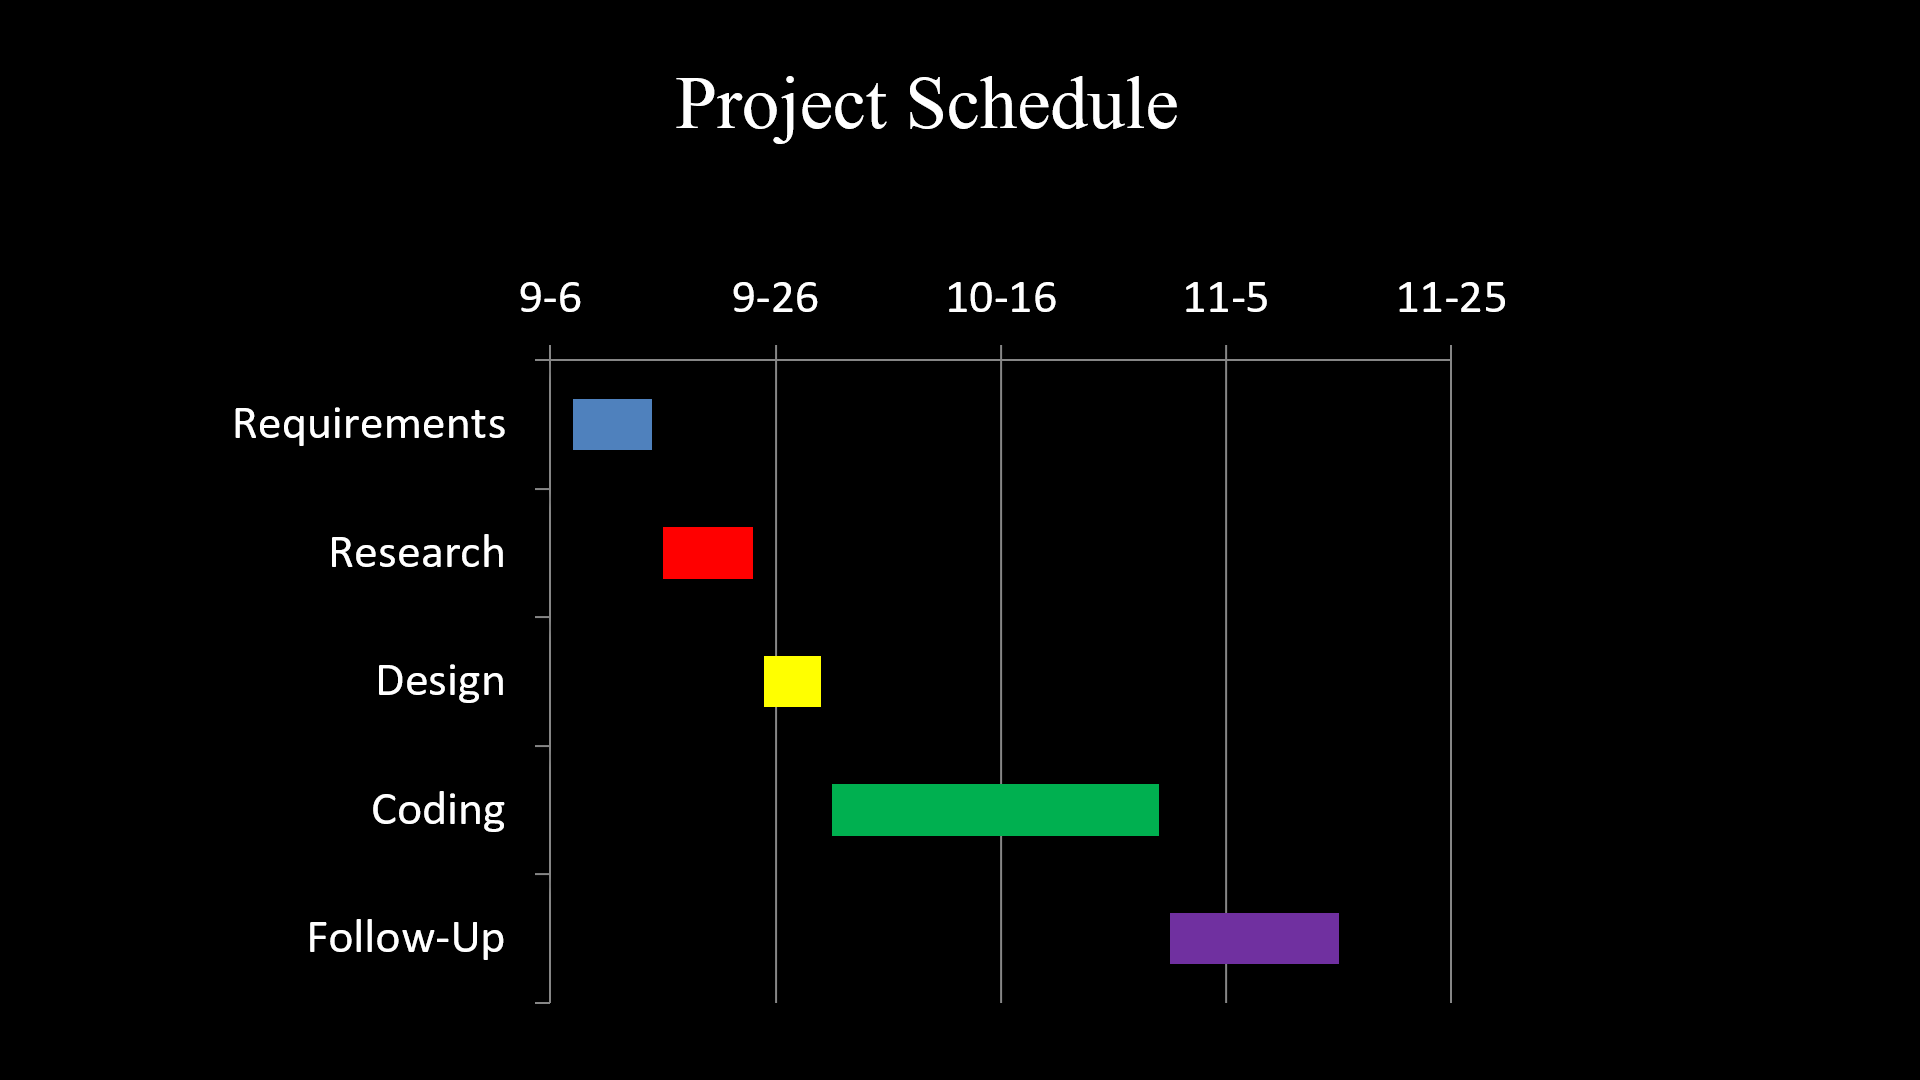 Project Schedule
9-6 9-26 10-16 11-5 11-25
Requirements
Research
Design
Coding
Follow-Up